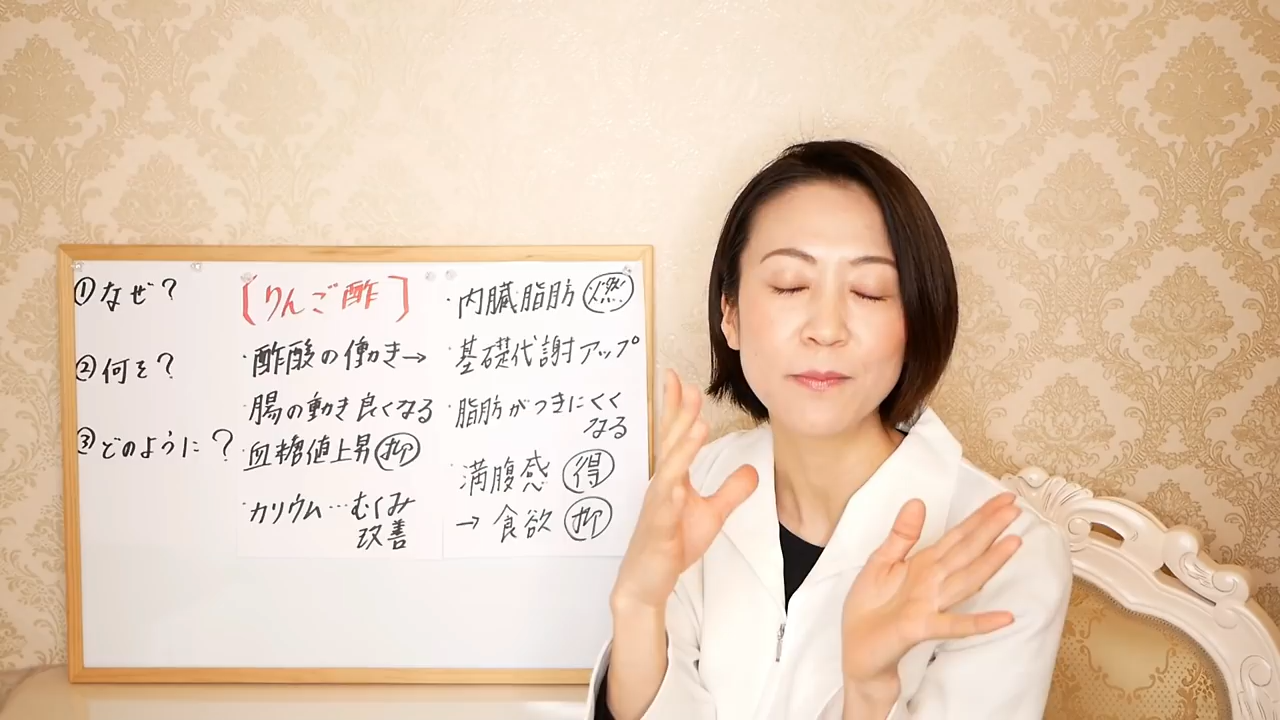 ①なぜ?
②何を?
③どのように?
【りんご酢】
・酢酸の働き→
・腸の動き良くなる
・血糖値上昇抑
・カリウム…むくみ
改善
・内臓脂肪燃
・基礎代謝アップ
・脂肪がつきにくく
なる
・満腹感得
→食欲抑